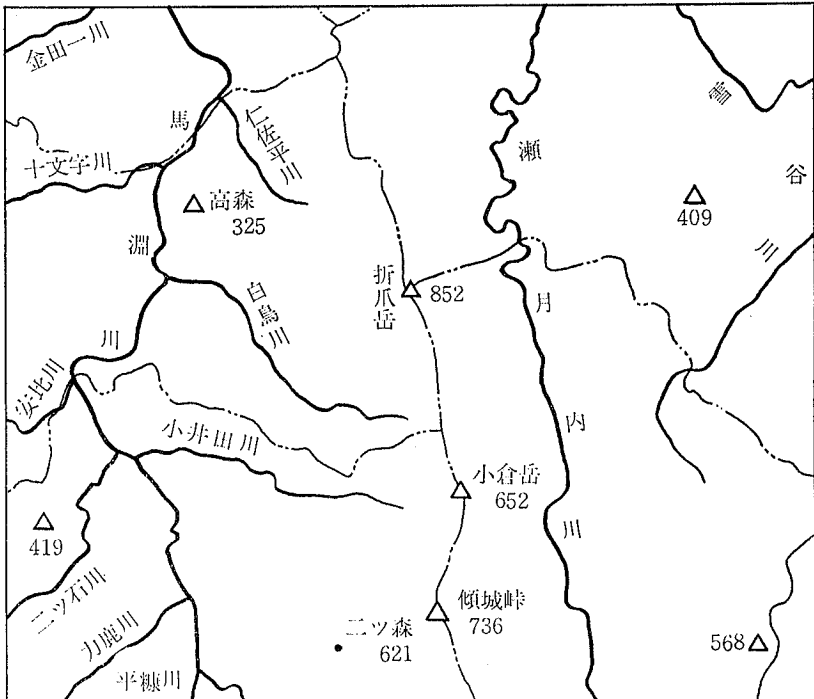 金田一川
馬
淵
川
仁佐平川
十文字川
高森
325
瀬
月
内
川
雪
谷
川
409
折爪岳
852
白鳥川
安比川
小井田川
小倉岳
652
419
二ツ石川
力鹿川
平糠川
二ツ森
621
傾城峠
736
568